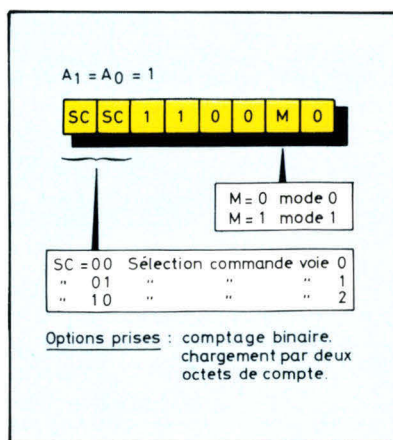 A1 = A0 = 1
SC SC 1 1 0 0 M 0
M = 0 mode 0
M = 1 mode 1
SC = 00 Sélection commande voie 0
" 01 " " " 1
" 10 " " " 2
Options prises : comptage binaire.
chargement par deux
octets de compte.